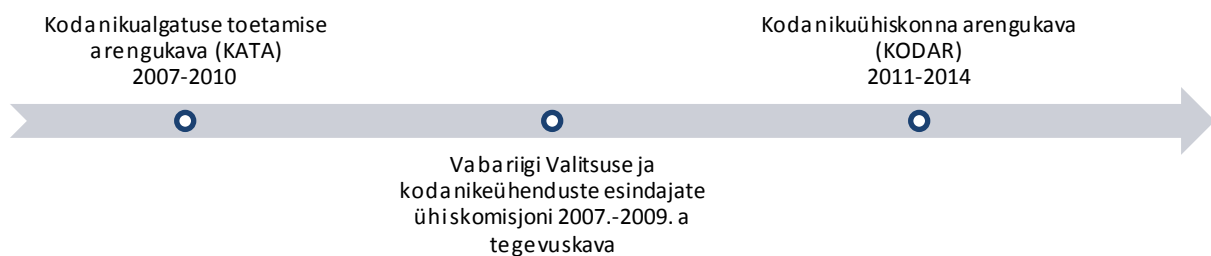 Kodanikualgatuse toetamise
arengukava (KATA)
2007-2010
Vabariigi Valitsuse ja
kodanikeühenduste esindajate
ühiskomisjoni 2007.-2009. a
tegevuskava
Kodanikuühiskonna arengukava
(KODAR)
2011-2014